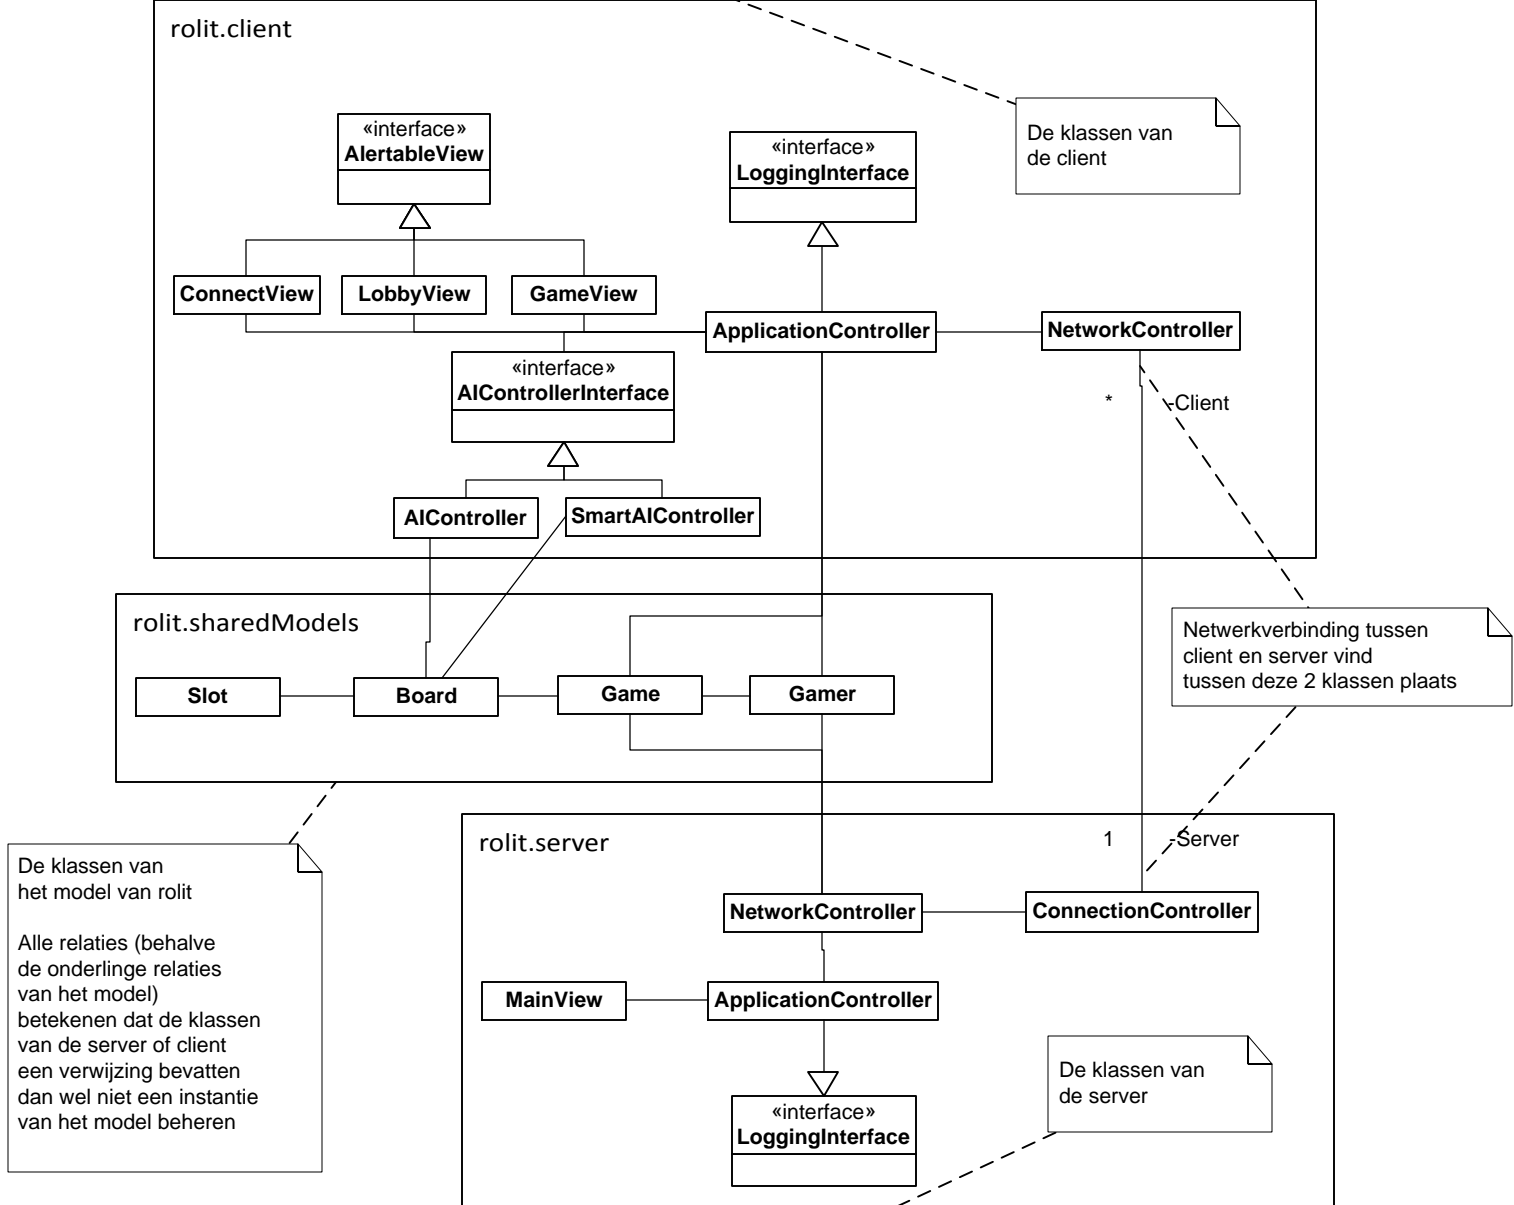 rolit.client
De klassen van
de client
«interface»
AlertableView
«interface»
LoggingInterface
ConnectView
LobbyView
GameView
ApplicationController
NetworkController
«interface»
AIControllerInterface
*
-Client
AIController
SmartAIController
rolit.sharedModels
Netwerkverbinding tussen
client en server vind
tussen deze 2 klassen plaats
Slot
Board
Game
Gamer
rolit.server
1
-Server
De klassen van
het model van rolit
Alle relaties (behalve
de onderlinge relaties
van het model)
betekenen dat de klassen
van de server of client
een verwijzing bevatten
dan wel niet een instantie
van het model beheren
NetworkController
ConnectionController
MainView
ApplicationController
De klassen van
de server
«interface»
LoggingInterface